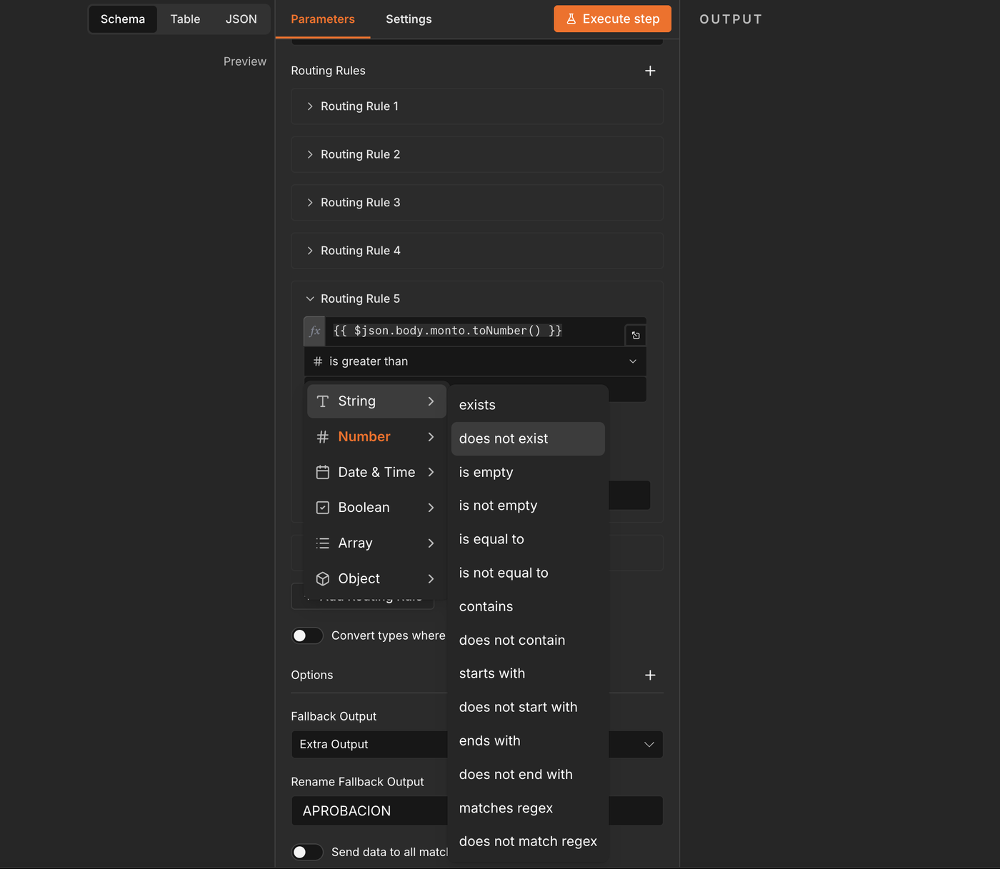 Schema Table JSON
Parameters Settings
Execute step
OUTPUT
Preview
Routing Rules
Routing Rule 1
Routing Rule 2
Routing Rule 3
Routing Rule 4
Routing Rule 5
fx {{ $json.body.monto.toNumber() }}
# is greater than
String
Number
Date & Time
Boolean
Array
Object
exists
does not exist
is empty
is not empty
is equal to
is not equal to
contains
does not contain
starts with
does not start with
ends with
does not end with
matches regex
does not match regex
Add Routing Rule
Convert types where
Options
Fallback Output
Extra Output
Rename Fallback Output
APROBACION
Send data to all